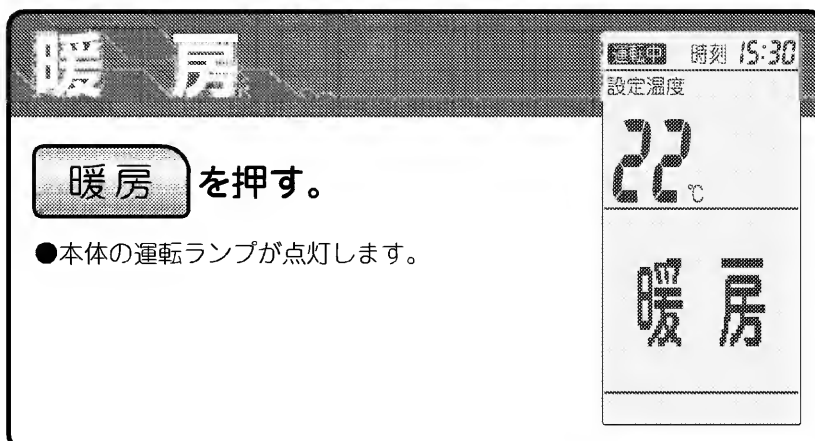 暖 房
暖房 を押す。
●本体の運転ランプが点灯します。
運転中 時刻 15:30
設定温度
22℃
暖 房